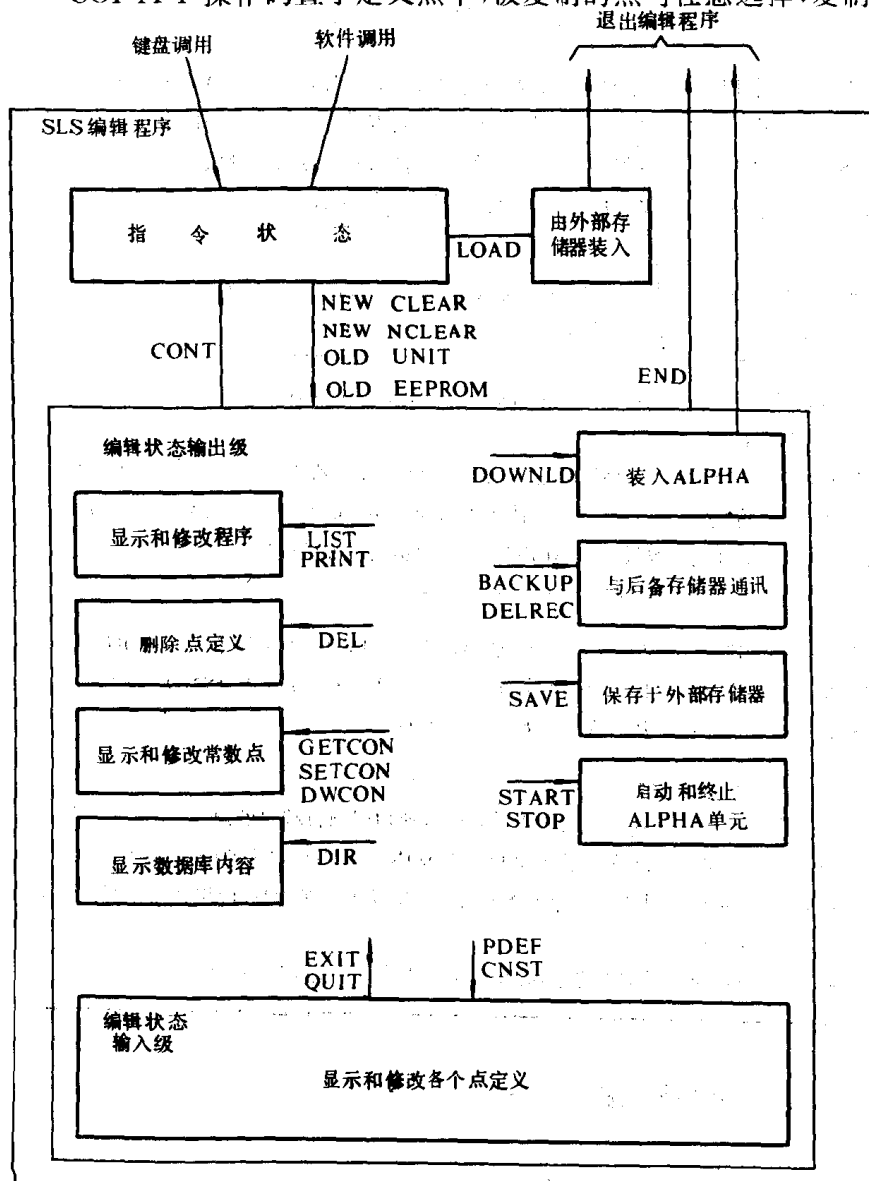 退出编辑程序
键盘调用
软件调用
SLS编辑程序
指令状态
LOAD
由外部存
储器装入
CONT
NEW CLEAR
NEW NCLEAR
OLD UNIT
OLD EEPROM
END
编辑状态输出级
显示和修改程序
LIST
PRINT
删除点定义
DEL
显示和修改常数点
GETCON
SETCON
DWCON
显示数据库内容
DIR
DOWNLD
装入ALPHA
BACKUP
DELREC
与后备存储器通讯
SAVE
保存于外部存储器
START
STOP
启动和终止
ALPHA单元
EXIT
QUIT
PDEF
CNST
编辑状态
输入级
显示和修改各个点定义